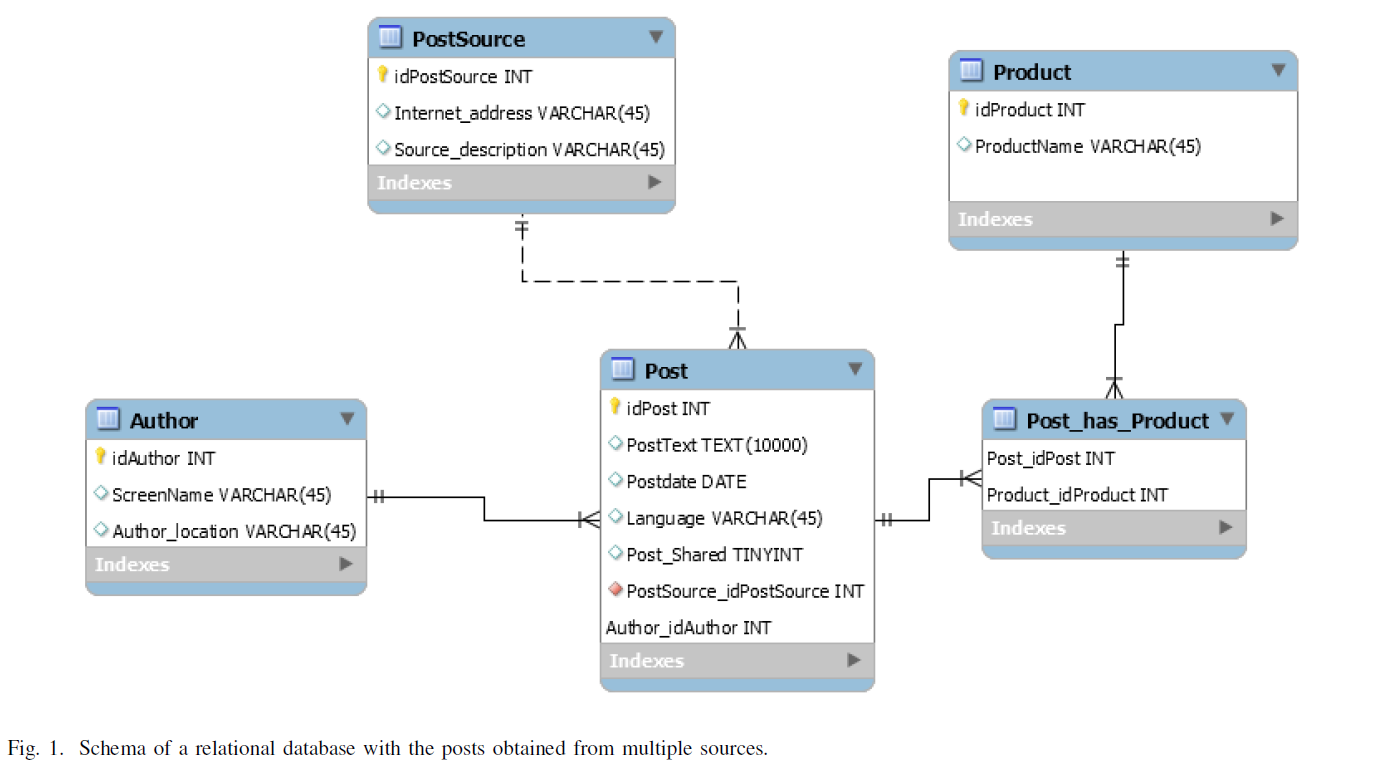 PostSource
idPostSource INT
Internet_address VARCHAR(45)
Source_description VARCHAR(45)
Indexes
Product
idProduct INT
ProductName VARCHAR(45)
Indexes
Author
idAuthor INT
ScreenName VARCHAR(45)
Author_location VARCHAR(45)
Indexes
Post
idPost INT
PostText TEXT(10000)
Postdate DATE
Language VARCHAR(45)
Post_Shared TINYINT
PostSource_idPostSource INT
Author_idAuthor INT
Indexes
Post_has_Product
Post_idPost INT
Product_idProduct INT
Indexes
Fig. 1. Schema of a relational database with the posts obtained from multiple sources.